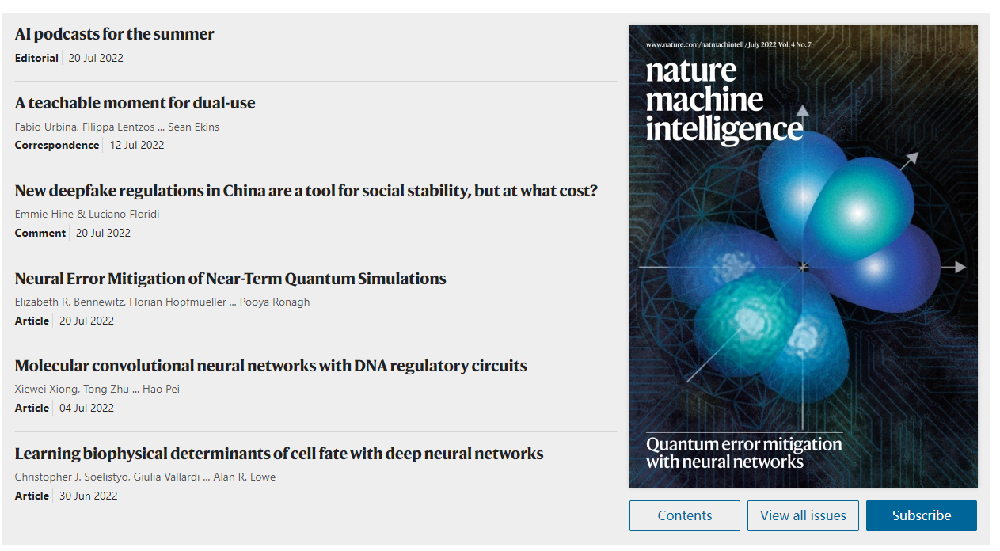 AI podcasts for the summer
Editorial 20 Jul 2022
A teachable moment for dual-use
Fabio Urbina, Filippa Lentzos ... Sean Ekins
Correspondence 12 Jul 2022
New deepfake regulations in China are a tool for social stability, but at what cost?
Emmie Hine & Luciano Floridi
Comment 20 Jul 2022
Neural Error Mitigation of Near-Term Quantum Simulations
Elizabeth R. Bennewitz, Florian Hopfmueller ... Pooya Ronagh
Article 20 Jul 2022
Molecular convolutional neural networks with DNA regulatory circuits
Xiewei Xiong, Tong Zhu ... Hao Pei
Article 04 Jul 2022
Learning biophysical determinants of cell fate with deep neural networks
Christopher J. Soelistyo, Giulia Vallardi ... Alan R. Lowe
Article 30 Jun 2022
www.nature.com/natmachintell / July 2022 Vol. 4 No. 7
nature
machine
intelligence
Quantum error mitigation
with neural networks
Contents
View all issues
Subscribe